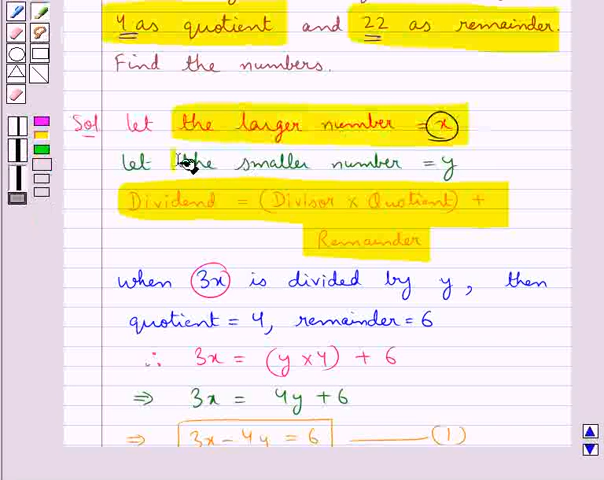 4 as quotient and 22 as remainder.
Find the numbers.
Sol let the larger number = x
let the smaller number = y
Dividend = (Divisor x Quotient) +
Remainder
when 3x is divided by y, then
quotient = 4, remainder = 6
∴ 3x = (y x 4) + 6
⇒ 3x = 4y + 6
⇒ 3x - 4y = 6 ——— (1)